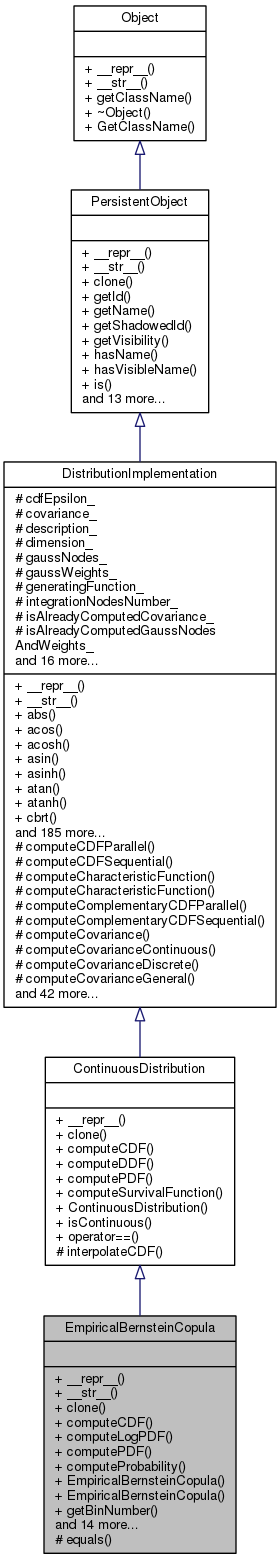 Object
+ __repr__()
+ __str__()
+ getClassName()
+ ~Object()
+ GetClassName()
PersistentObject
+ __repr__()
+ __str__()
+ clone()
+ getId()
+ getName()
+ getShadowedId()
+ getVisibility()
+ hasName()
+ hasVisibleName()
+ is()
and 13 more...
DistributionImplementation
# cdfEpsilon_
# covariance_
# description_
# dimension_
# gaussNodes_
# gaussWeights_
# generatingFunction_
# integrationNodesNumber_
# isAlreadyComputedCovariance_
# isAlreadyComputedGaussNodes
AndWeights_
and 16 more...
+ __repr__()
+ __str__()
+ abs()
+ acos()
+ acosh()
+ asin()
+ asinh()
+ atan()
+ atanh()
+ cbrt()
and 185 more...
# computeCDFParallel()
# computeCDFSequential()
# computeCharacteristicFunction()
# computeCharacteristicFunction()
# computeComplementaryCDFParallel()
# computeComplementaryCDFSequential()
# computeCovariance()
# computeCovarianceContinuous()
# computeCovarianceDiscrete()
# computeCovarianceGeneral()
and 42 more...
ContinuousDistribution
+ __repr__()
+ clone()
+ computeCDF()
+ computeDDF()
+ computePDF()
+ computeSurvivalFunction()
+ ContinuousDistribution()
+ isContinuous()
+ operator==()
# interpolateCDF()
EmpiricalBernsteinCopula
+ __repr__()
+ __str__()
+ clone()
+ computeCDF()
+ computeLogPDF()
+ computePDF()
+ computeProbability()
+ EmpiricalBernsteinCopula()
+ EmpiricalBernsteinCopula()
+ getBinNumber()
and 14 more...
# equals()